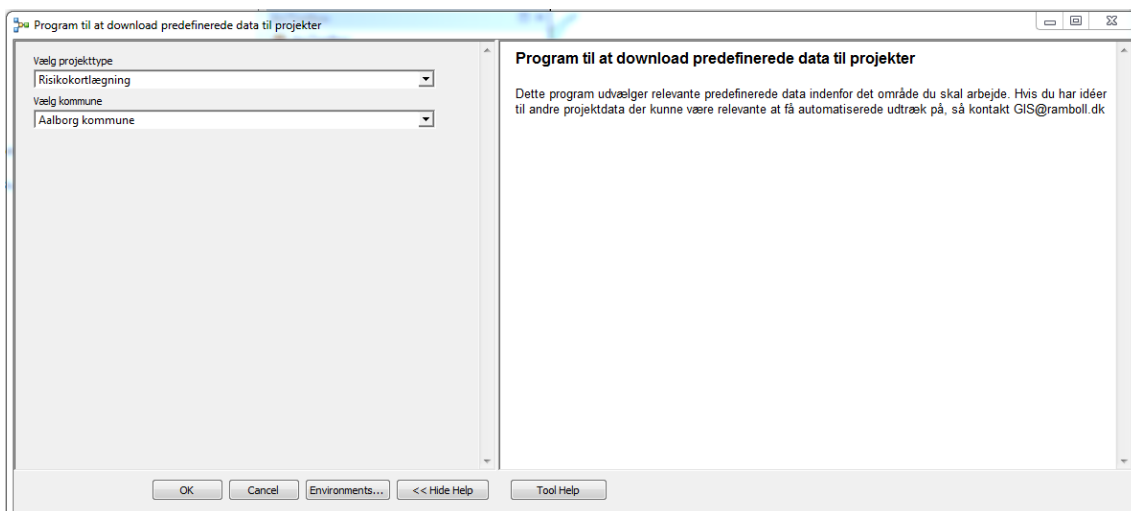 Program til at download predefinerede data til projekter
Vælg projekttype
Risikokortlægning
Vælg kommune
Aalborg kommune
Program til at download predefinerede data til projekter
Dette program udvælger relevante predefinerede data indenfor det område du skal arbejde. Hvis du har idéer
til andre projektdata der kunne være relevante at få automatiserede udtræk på, så kontakt GIS@ramboll.dk
OK
Cancel
Environments...
<< Hide Help
Tool Help